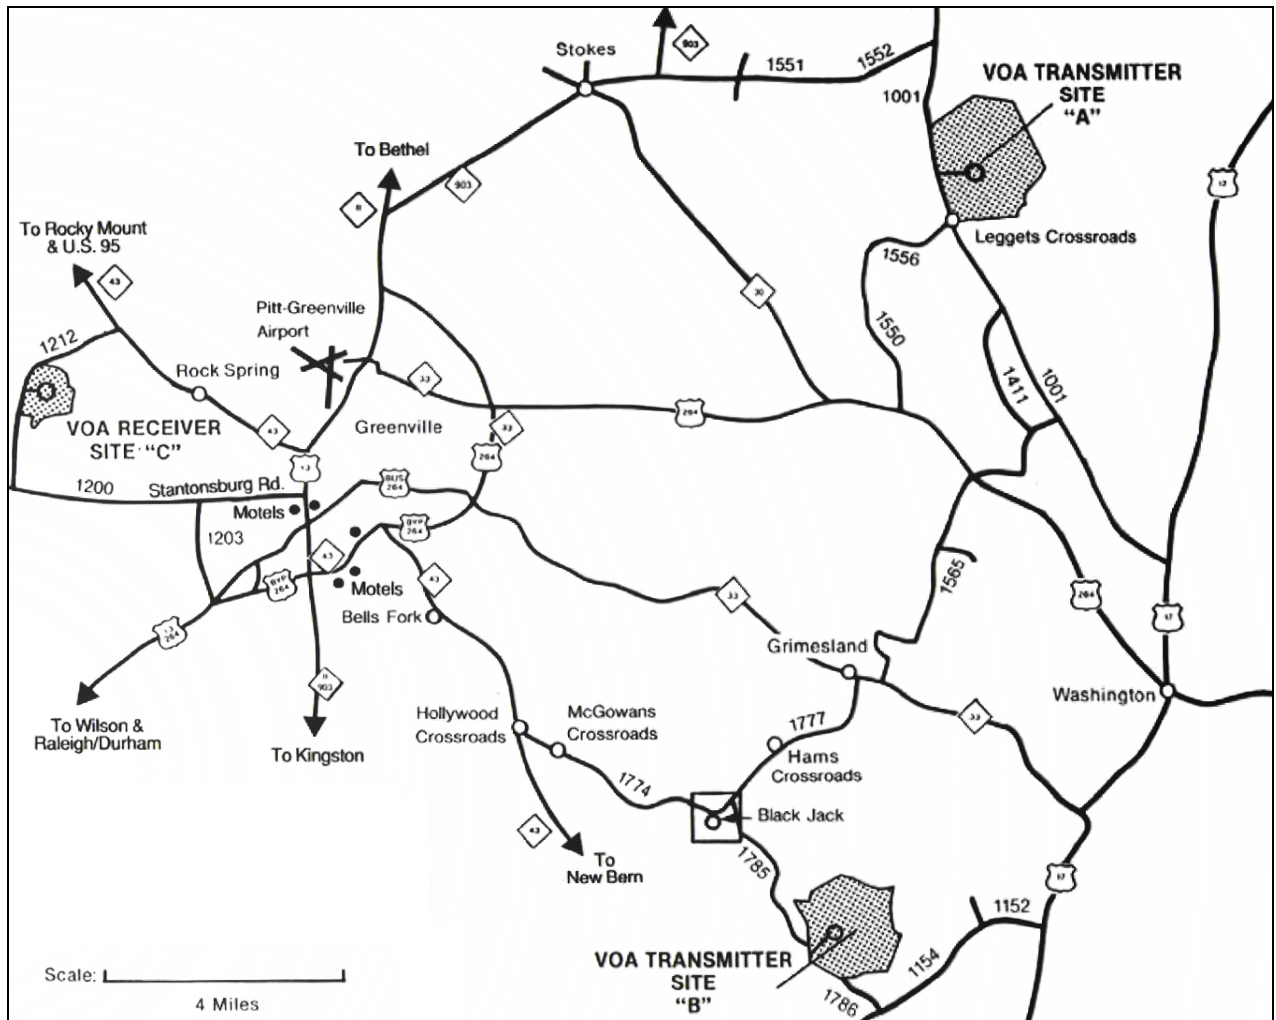 Stokes
903
1551
1552
1001
VOA TRANSMITTER
SITE
"A"
To Bethel
903
11
17
To Rocky Mount
& U.S. 95
43
Leggets Crossroads
1556
30
Pitt-Greenville
Airport
1212
1550
Rock Spring
33
1411
1001
264
43
Greenville
33
VOA RECEIVER
SITE "C"
264
13
BUS
264
1200
Stantonsburg Rd.
Motels
BYP
264
1203
43
BYP
264
43
Motels
1565
33
264
17
Bells Fork
264
Grimesland
903
Washington
To Wilson &
Raleigh/Durham
To Kingston
Hollywood
Crossroads
McGowans
Crossroads
1777
33
Hams
Crossroads
1774
Black Jack
43
To
New Bern
1785
17
1152
VOA TRANSMITTER
SITE
"B"
1154
1786
Scale:
4 Miles